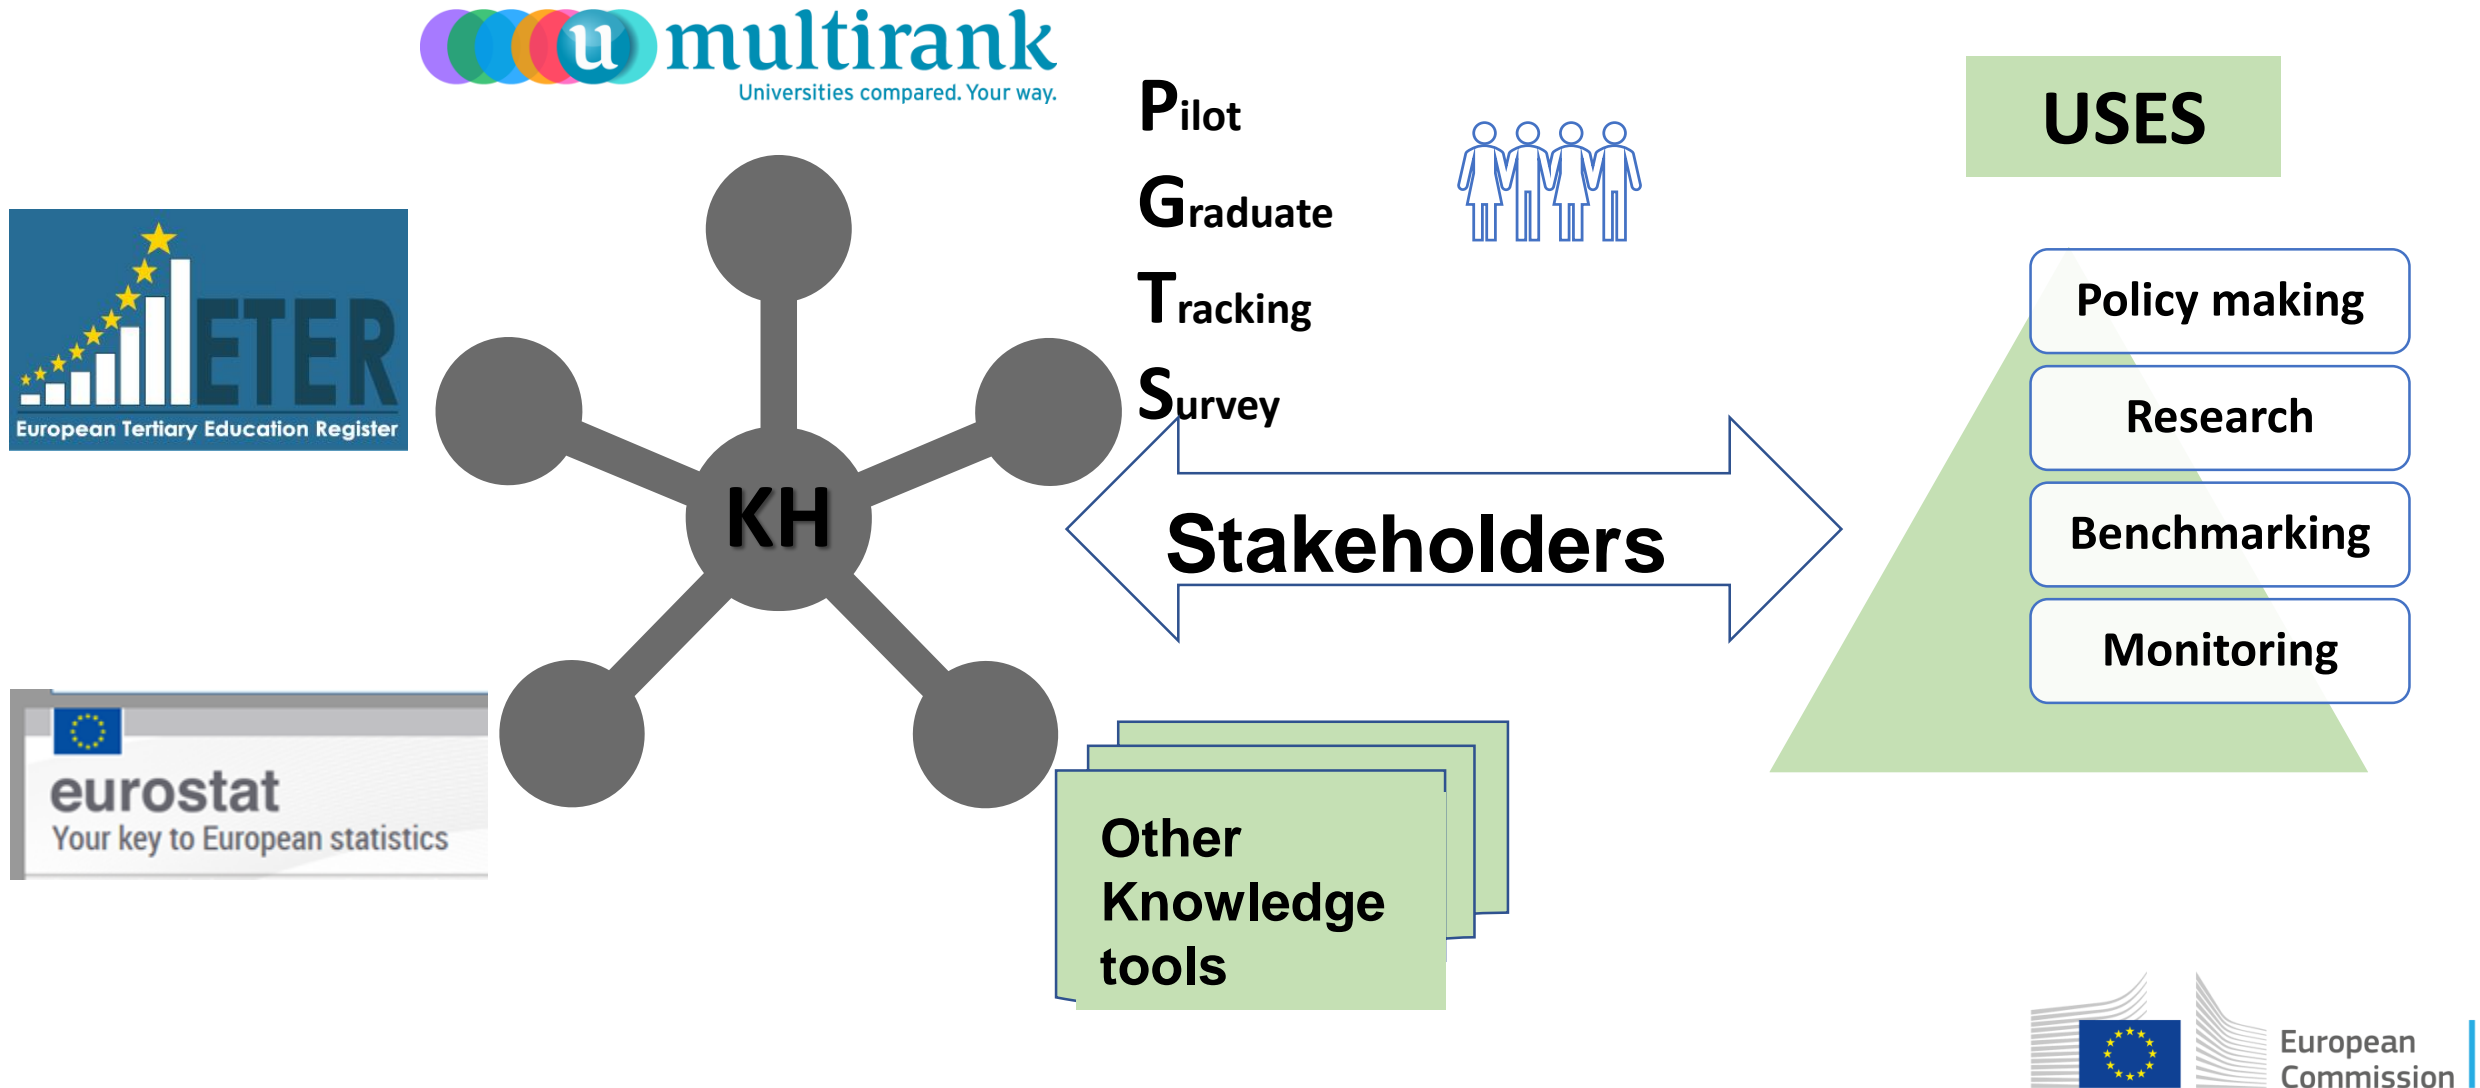 u multirank
Universities compared. Your way.
Pilot
Graduate
Tracking
Survey
USES
ETER
European Tertiary Education Register
KH
Stakeholders
Policy making
Research
Benchmarking
Monitoring
eurostat
Your key to European statistics
Other
Knowledge
tools
European
Commission